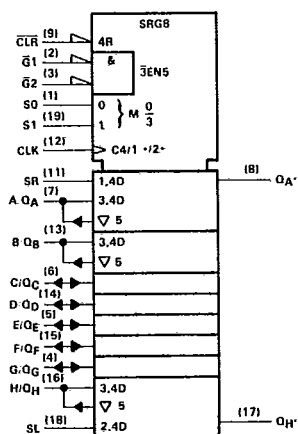 SRG8
CLR (9) 4R
G1 (2) &
G2 (3) 3EN5
S0 (1) 0
S1 (19) 1 } M 0/3
CLK (12) C4/1→/2←
SR (11) 1,4D (8) QA'
A/QA (7) 3,4D
▽ 5
B/QB (13) 3,4D
▽ 5
C/QC (6)
D/QD (14)
E/QE (5)
F/QF (15)
G/QG (4)
H/QH (16) 3,4D
▽ 5
SL (18) 2,4D (17) QH'